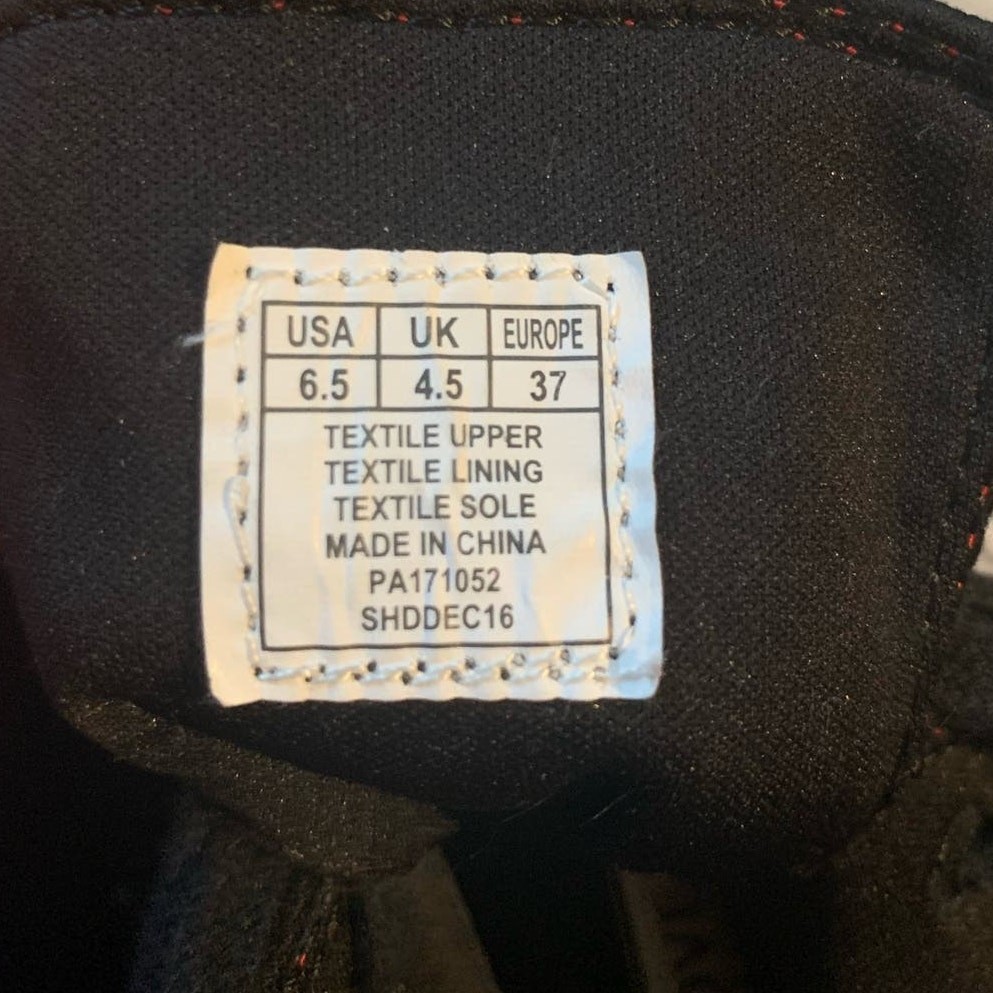 USA UK EUROPE
6.5 4.5 37
TEXTILE UPPER
TEXTILE LINING
TEXTILE SOLE
MADE IN CHINA
PA171052
SHDDEC16